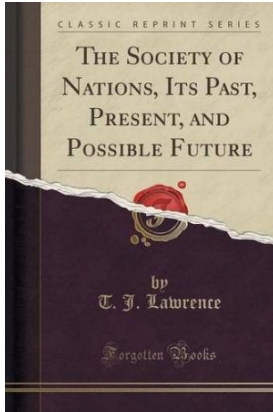 CLASSIC REPRINT SERIES
THE SOCIETY OF
NATIONS, ITS PAST,
PRESENT, AND
POSSIBLE FUTURE
by
T. J. Lawrence
Forgotten Books